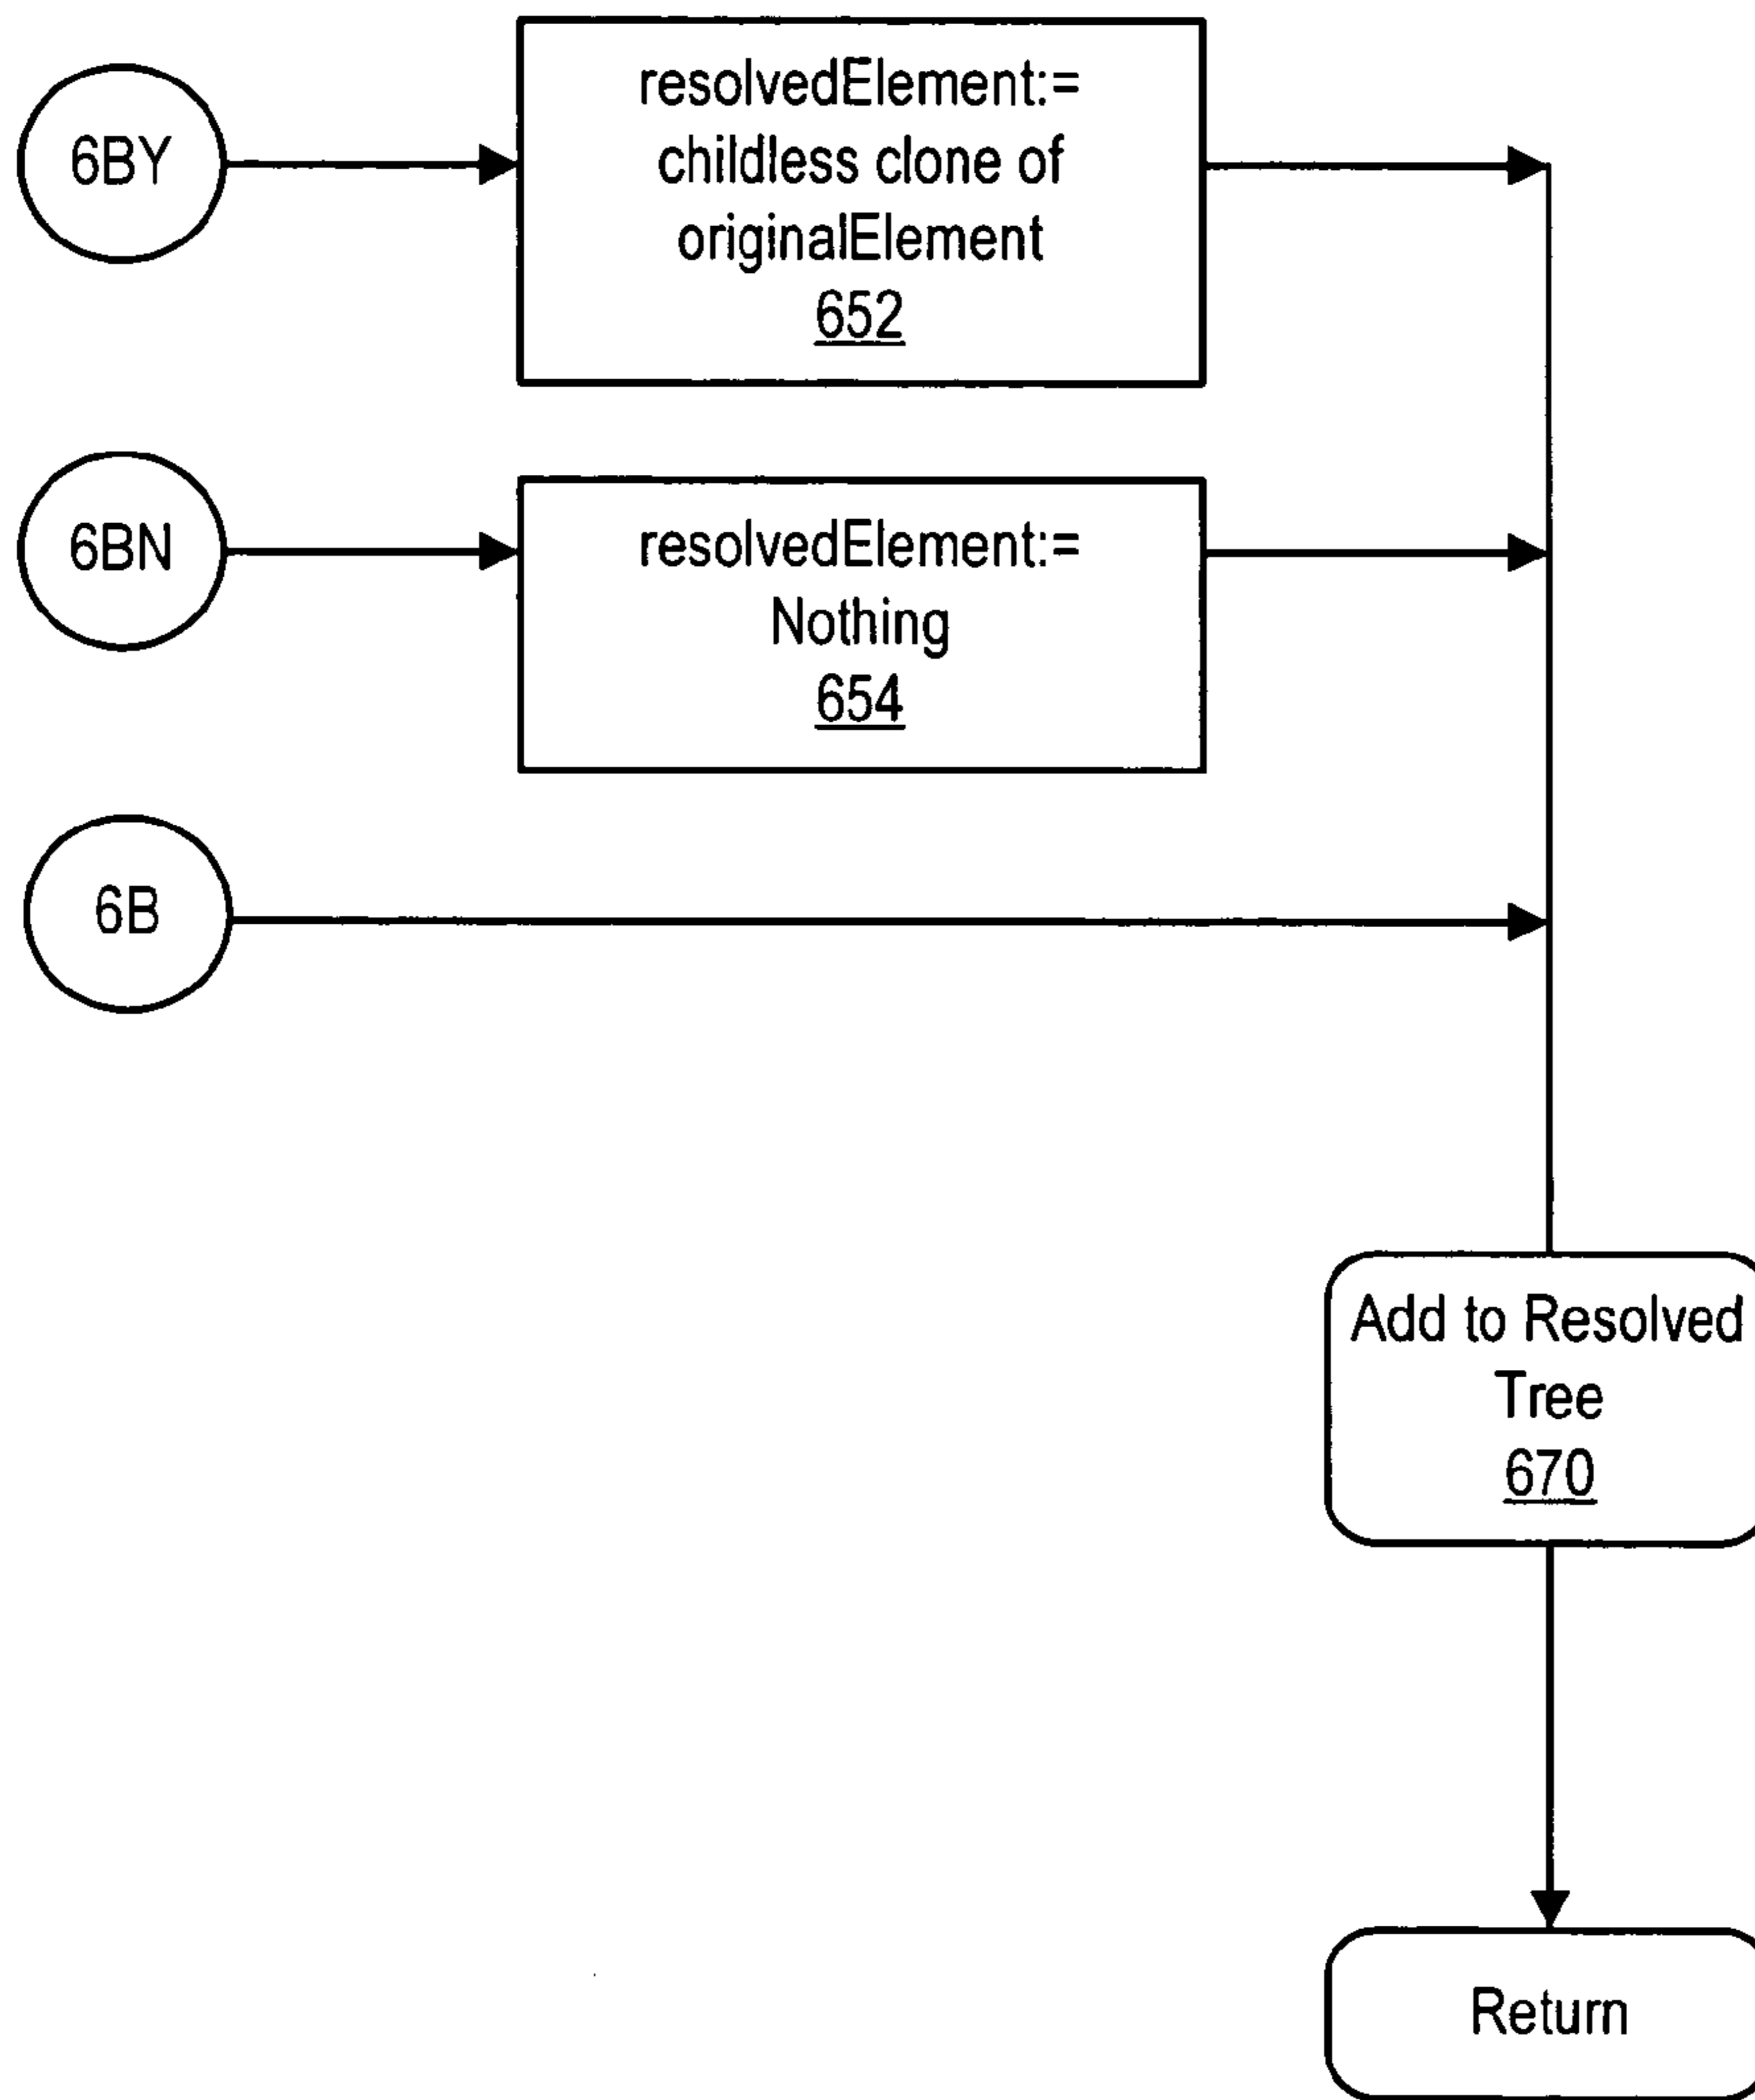 6BY
resolvedElement:=
childless clone of
originalElement
652
6BN
resolvedElement:=
Nothing
654
6B
Add to Resolved
Tree
670
Return